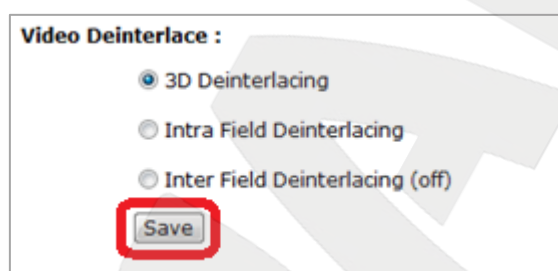 Video Deinterlace :
3D Deinterlacing
Intra Field Deinterlacing
Inter Field Deinterlacing (off)
Save